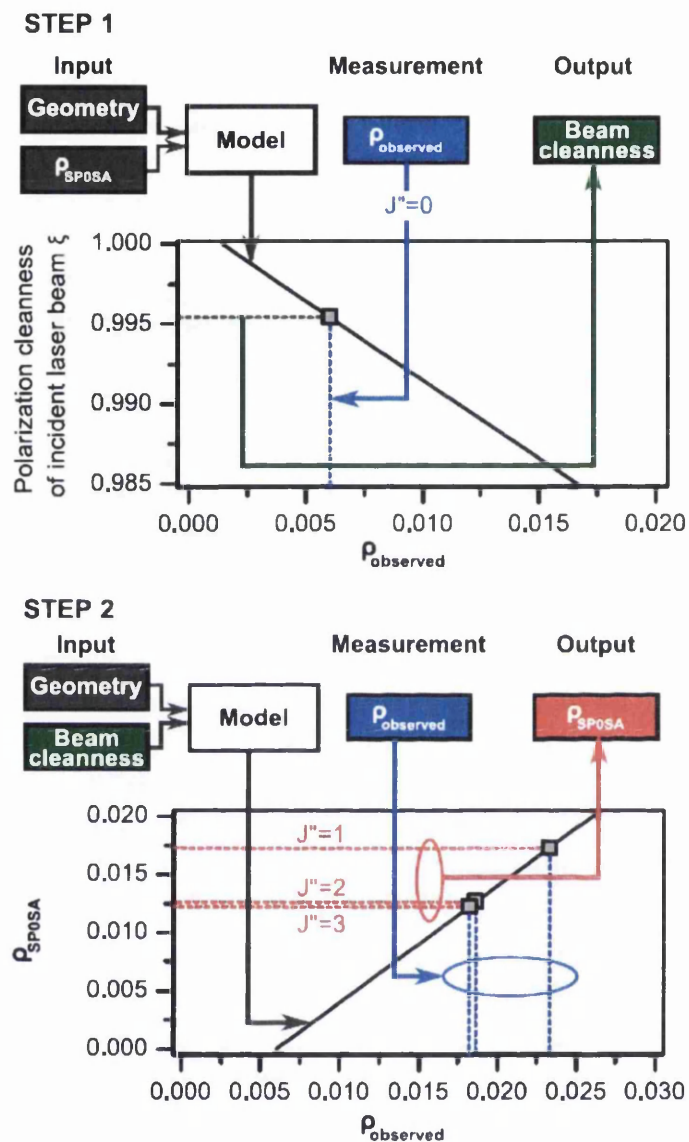 STEP 1
Input Measurement Output
Geometry
ρSP0SA
Model
ρobserved
Beam
cleanness
J"=0
Polarization cleanness
of incident laser beam ξ
1.000
0.995
0.990
0.985
0.000 0.005 0.010 0.015 0.020
ρobserved
STEP 2
Input Measurement Output
Geometry
Beam
cleanness
Model
ρobserved
ρSP0SA
ρSP0SA
0.020
0.015
0.010
0.005
0.000
J"=1
J"=2
J"=3
0.000 0.005 0.010 0.015 0.020 0.025 0.030
ρobserved